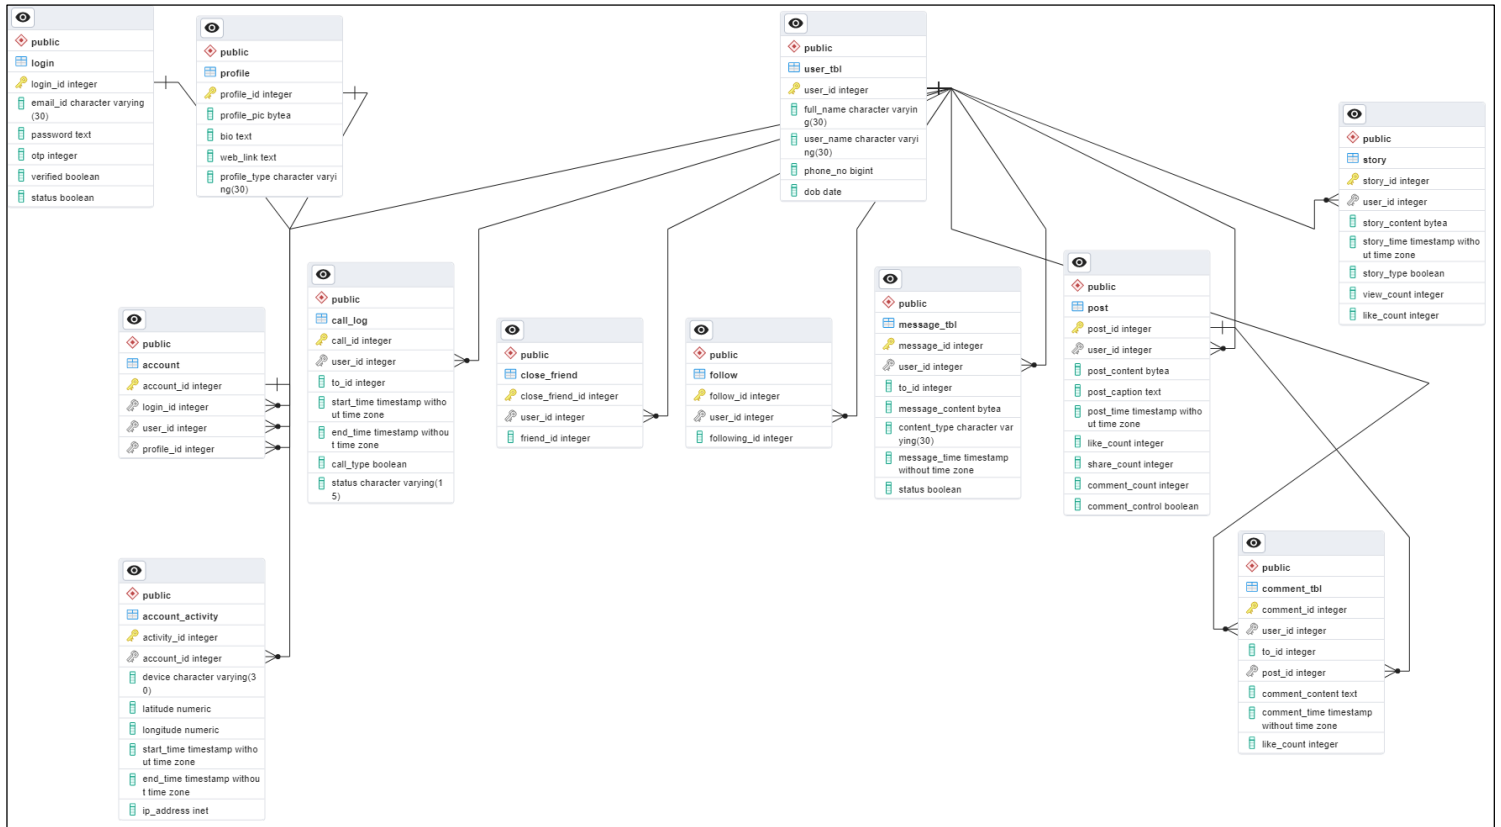 public
login
login_id integer
email_id character varying
(30)
password text
otp integer
verified boolean
status boolean
public
profile
profile_id integer
profile_pic bytea
bio text
web_link text
profile_type character varyi
ng(30)
public
user_tbl
user_id integer
full_name character varyin
g(30)
user_name character varyi
ng(30)
phone_no bigint
dob date
public
story
story_id integer
user_id integer
story_content bytea
story_time timestamp witho
ut time zone
story_type boolean
view_count integer
like_count integer
public
account
account_id integer
login_id integer
user_id integer
profile_id integer
public
call_log
call_id integer
user_id integer
to_id integer
start_time timestamp witho
ut time zone
end_time timestamp withou
t time zone
call_type boolean
status character varying(1
5)
public
close_friend
close_friend_id integer
user_id integer
friend_id integer
public
follow
follow_id integer
user_id integer
following_id integer
public
message_tbl
message_id integer
user_id integer
to_id integer
message_content bytea
content_type character var
ying(30)
message_time timestamp
without time zone
status boolean
public
post
post_id integer
user_id integer
post_content bytea
post_caption text
post_time timestamp witho
ut time zone
like_count integer
share_count integer
comment_count integer
comment_control boolean
public
account_activity
activity_id integer
account_id integer
device character varying(3
0)
latitude numeric
longitude numeric
start_time timestamp witho
ut time zone
end_time timestamp withou
t time zone
ip_address inet
public
comment_tbl
comment_id integer
user_id integer
to_id integer
post_id integer
comment_content text
comment_time timestamp
without time zone
like_count integer